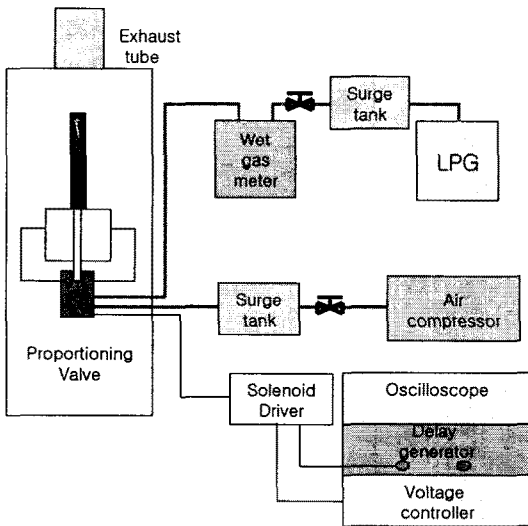 Exhaust
tube
Surge
tank
Wet
gas
meter
LPG
Surge
tank
Air
compressor
Proportioning
Valve
Solenoid
Driver
Oscilloscope
Delay
generator
Voltage
controller